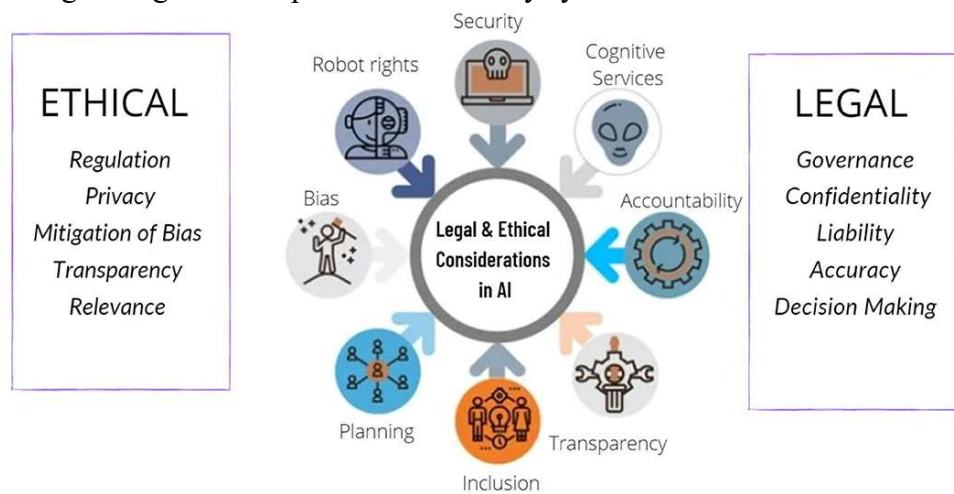 ETHICAL
Regulation
Privacy
Mitigation of Bias
Transparency
Relevance
Security
Robot rights
Cognitive
Services
Bias
Accountability
Legal & Ethical
Considerations
in AI
Planning
Transparency
Inclusion
LEGAL
Governance
Confidentiality
Liability
Accuracy
Decision Making